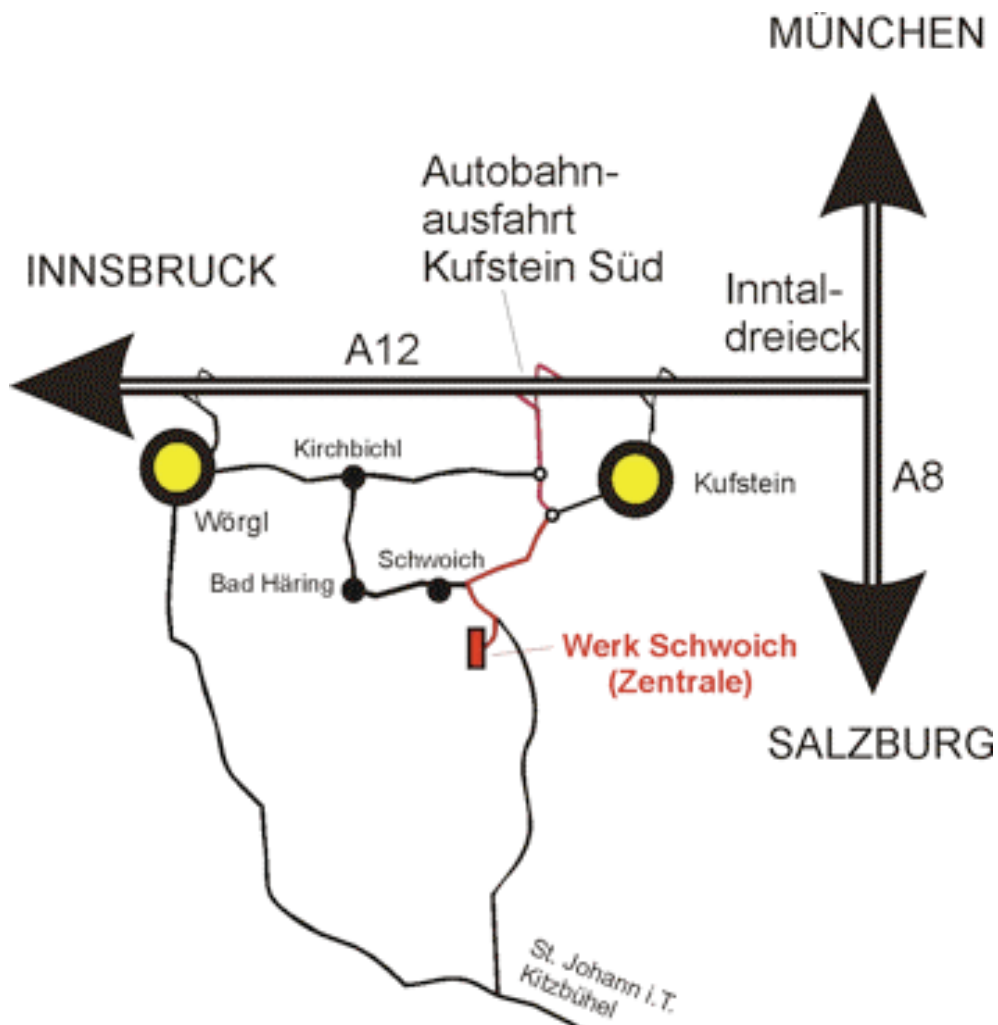 MÜNCHEN
Autobahn-
ausfahrt
Kufstein Süd
INNSBRUCK
Inntal-
dreieck
A12
Kirchbichl
A8
Kufstein
Wörgl
Schwoich
Bad Häring
Werk Schwoich
(Zentrale)
SALZBURG
St. Johann i.T.
Kitzbühel